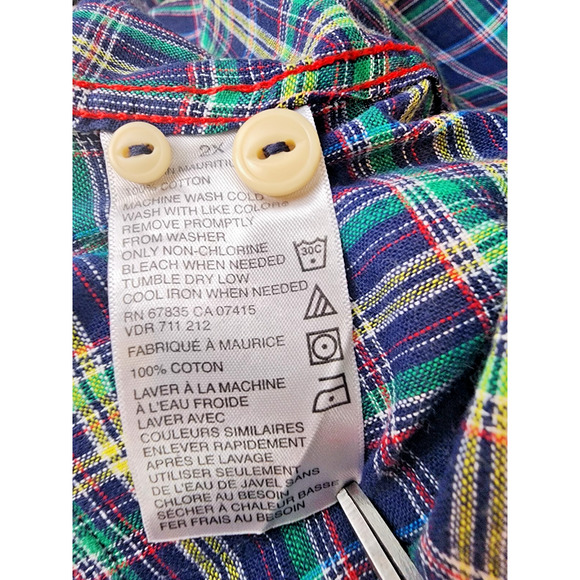 2X
MAURITIU
100% COTTON
MACHINE WASH COLD
WASH WITH LIKE COLORS
REMOVE PROMPTLY
FROM WASHER
ONLY NON-CHLORINE
BLEACH WHEN NEEDED
TUMBLE DRY LOW
COOL IRON WHEN NEEDED
RN 67835 CA 07415
VDR 711 212
FABRIQUÉ À MAURICE
100% COTTON
LAVER À LA MACHINE
À L'EAU FROIDE
LAVER AVEC
COULEURS SIMILAIRES
ENLEVER RAPIDEMENT
APRÈS LE LAVAGE
UTILISER SEULEMENT
DE L'EAU DE JAVEL SANS
CHLORE AU BESOIN
SÉCHER À CHALEUR BASSE
FER FRAIS AU BESOIN
30C